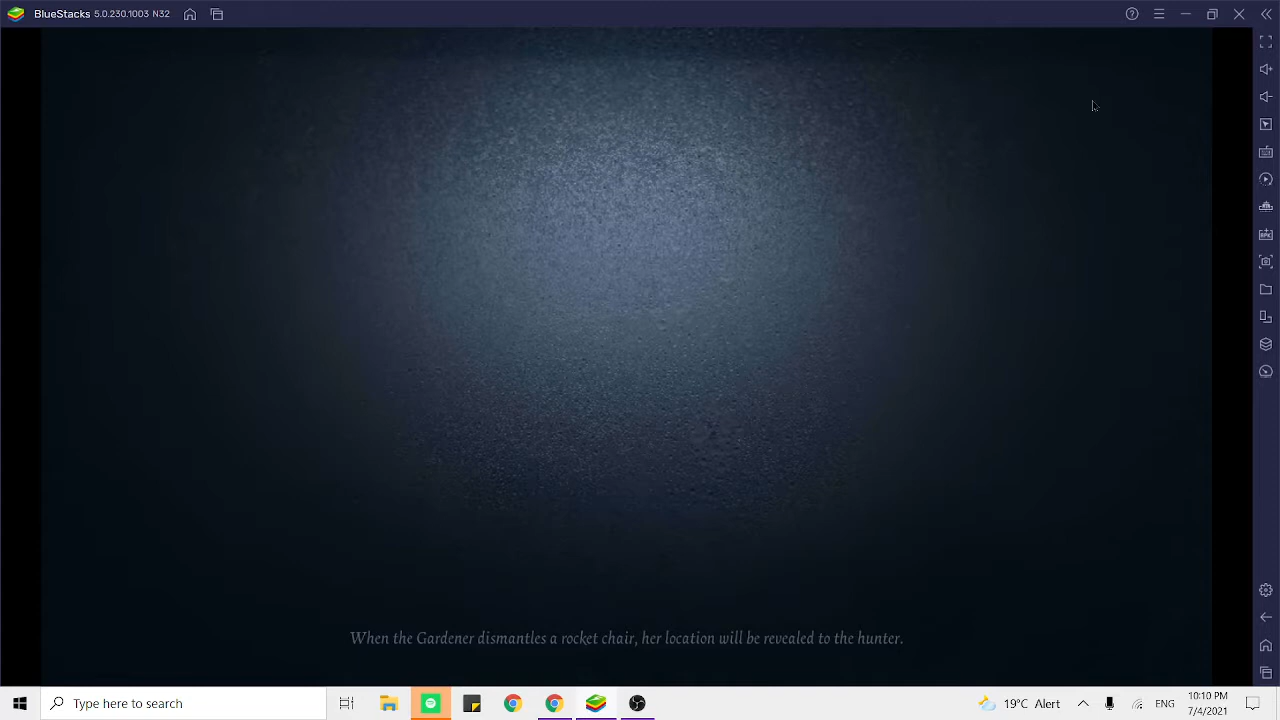 BlueStacks 5.0.230.1003 N32
When the Gardener dismantles a rocket chair, her location will be revealed to the hunter.
Type here to search
19°C Alert
ENG
10:10 PM
7/4/2021